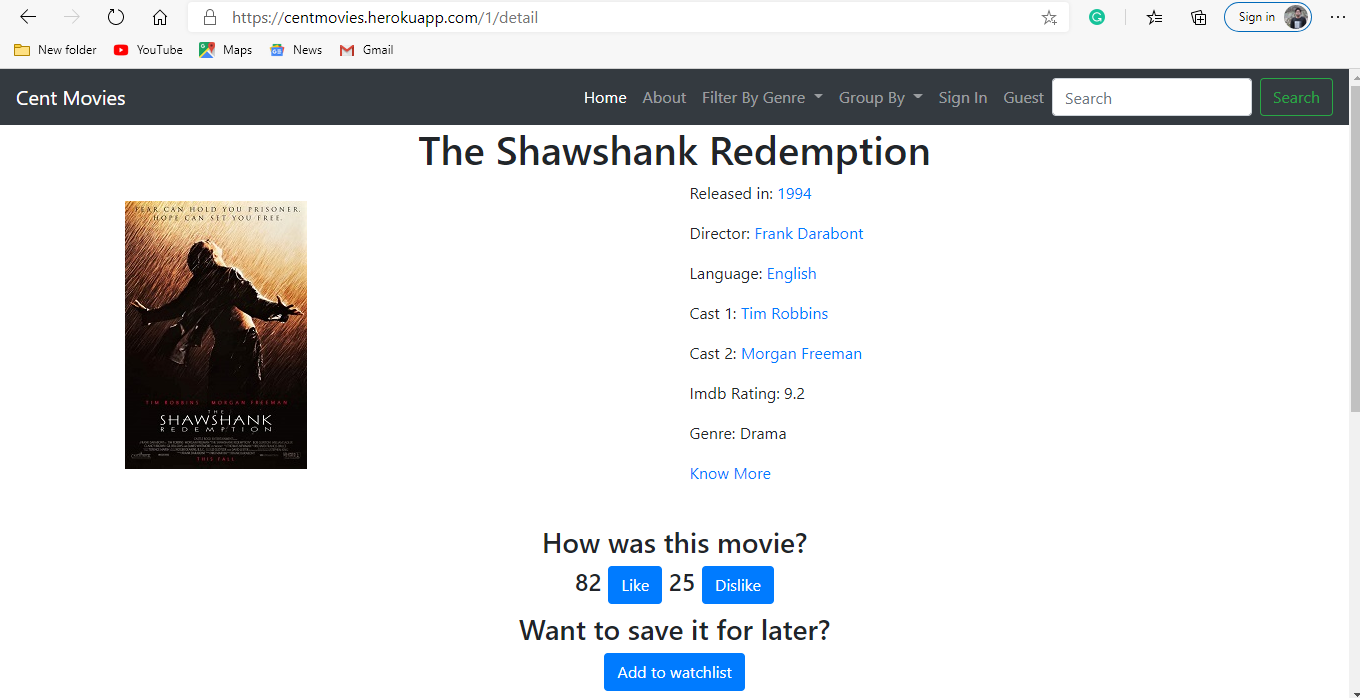 https://centmovies.herokuapp.com/1/detail
Sign in
New folder YouTube Maps News Gmail
Cent Movies Home About Filter By Genre Group By Sign In Guest Search Search
The Shawshank Redemption
Released in: 1994
FEAR CAN HOLD YOU PRISONER.
HOPE CAN SET YOU FREE.
Director: Frank Darabont
Language: English
Cast 1: Tim Robbins
Cast 2: Morgan Freeman
Imdb Rating: 9.2
TIM ROBBINS MORGAN FREEMAN
THE
SHAWSHANK
REDEMPTION
THIS FALL
Genre: Drama
Know More
How was this movie?
82 Like 25 Dislike
Want to save it for later?
Add to watchlist